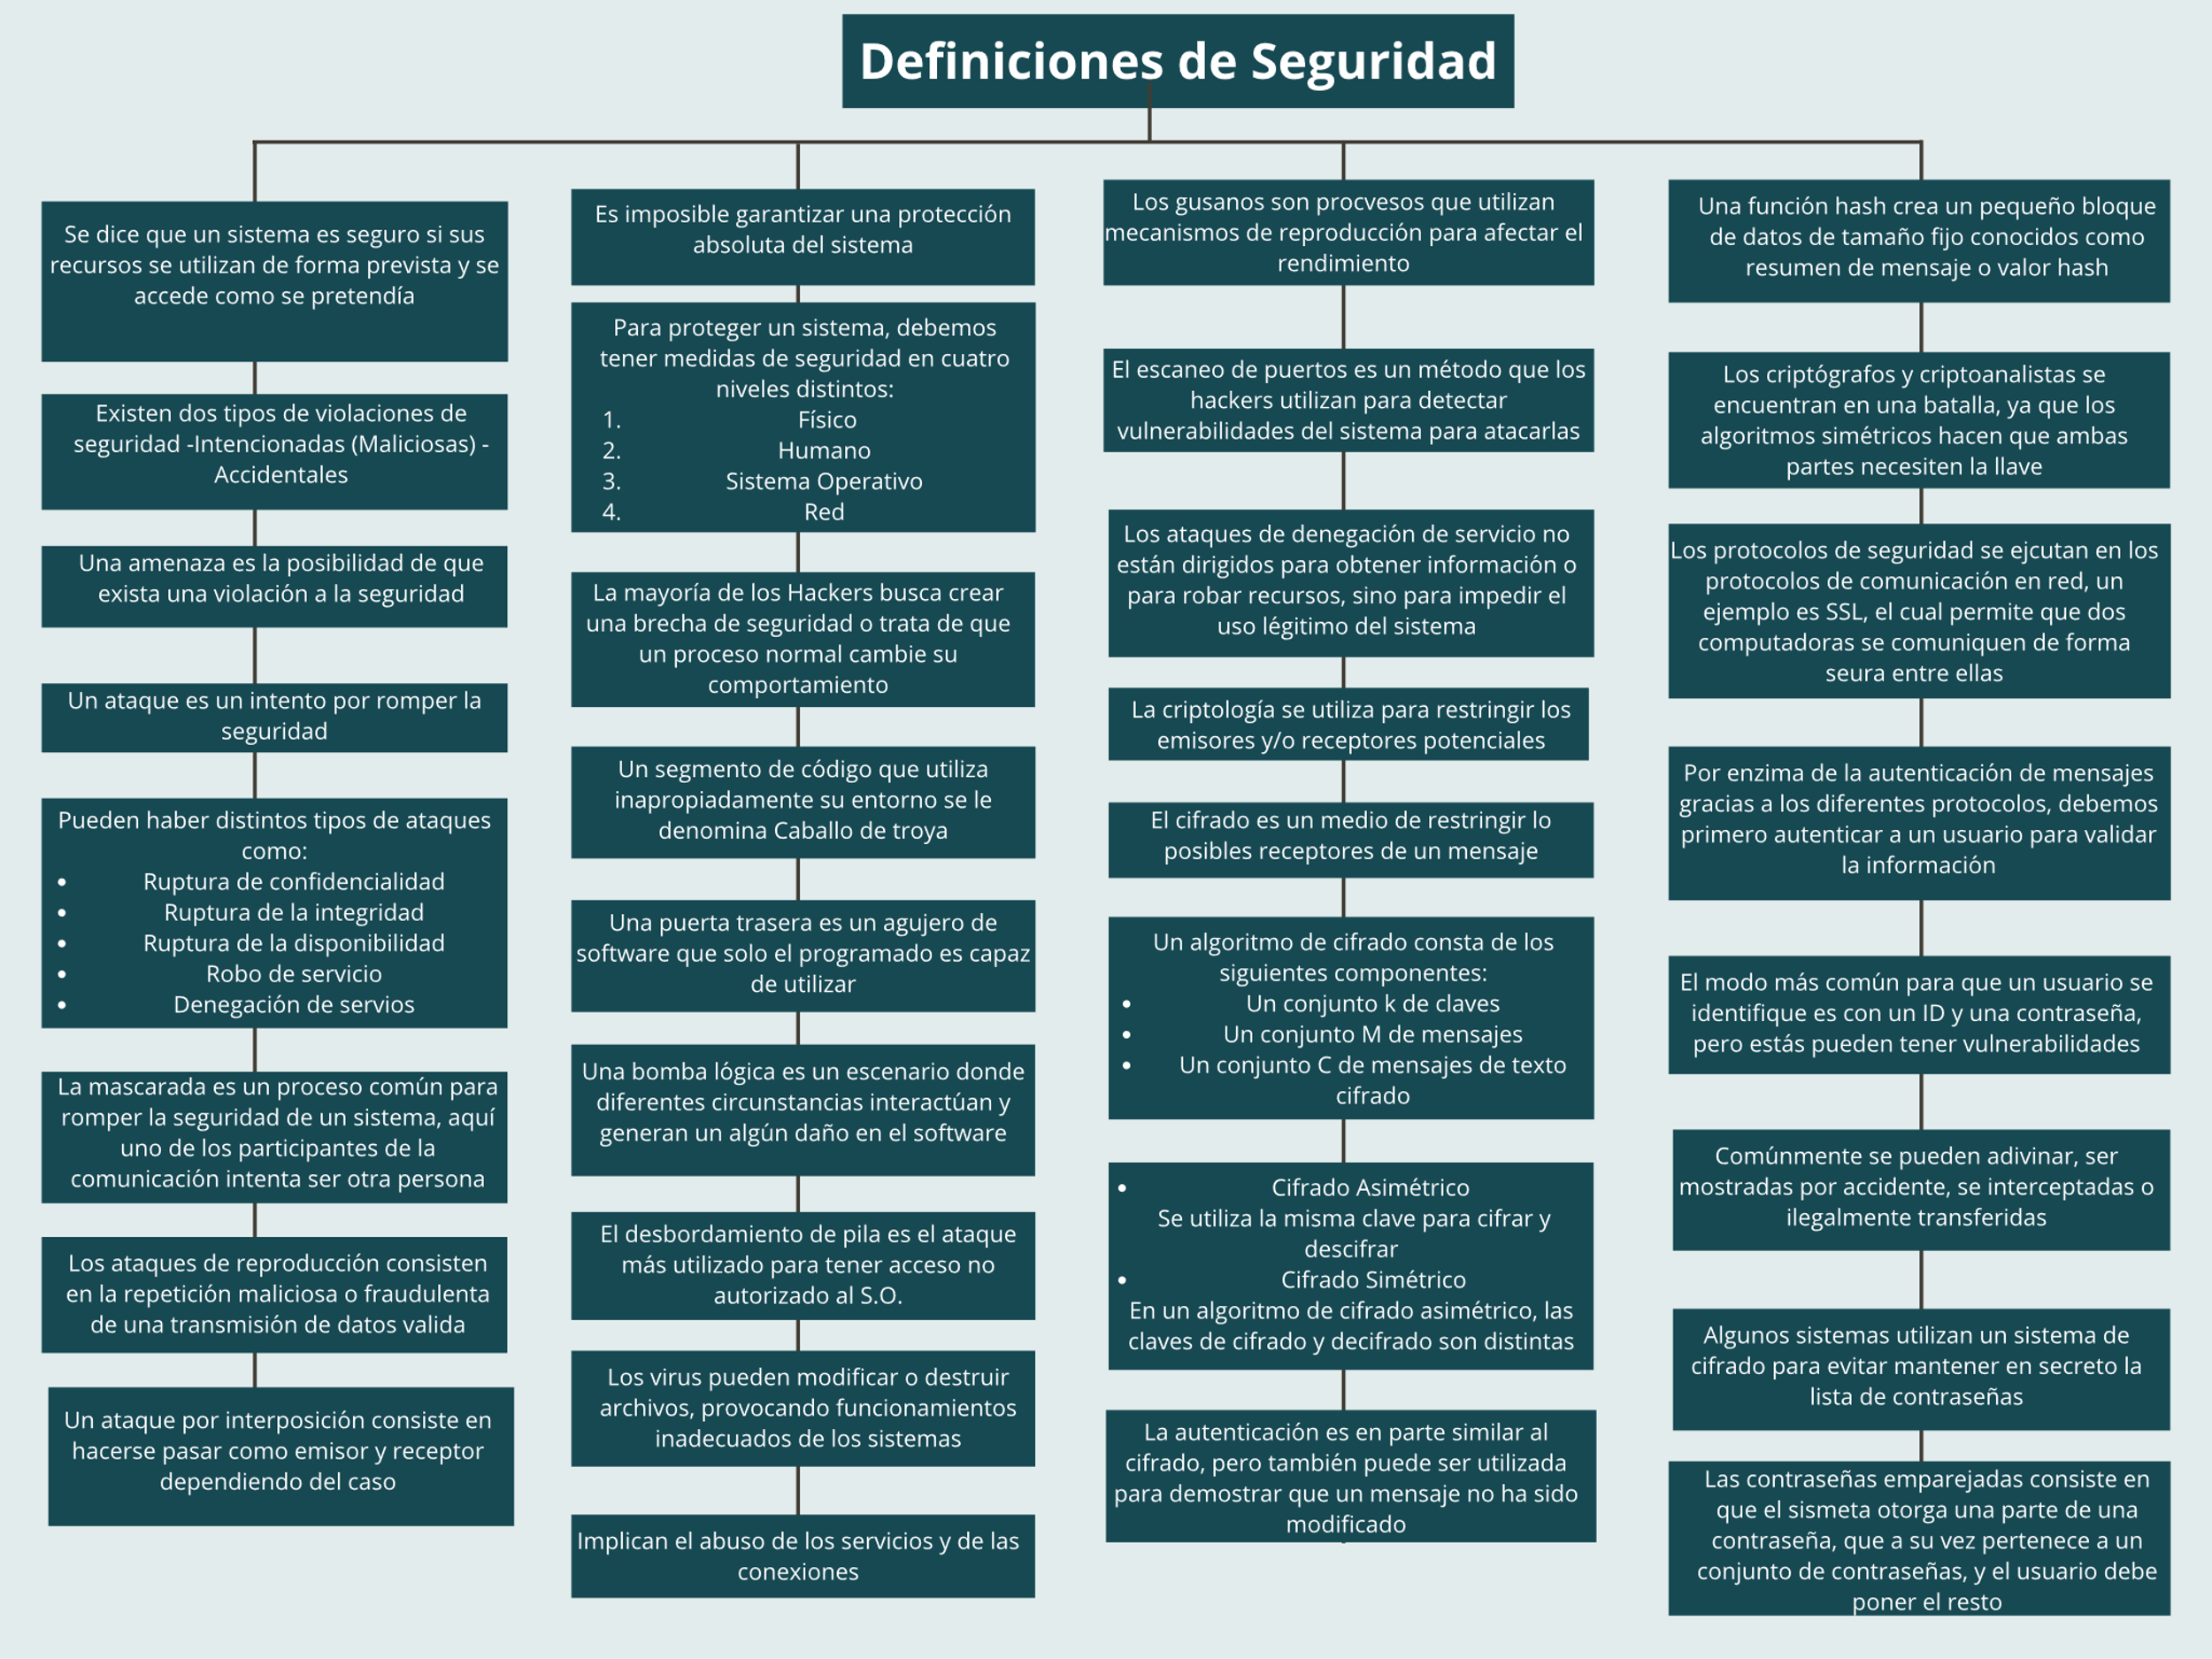 Definiciones de Seguridad
Se dice que un sistema es seguro si sus
recursos se utilizan de forma prevista y se
accede como se pretendía
Existen dos tipos de violaciones de
seguridad -Intencionadas (Maliciosas) -
Accidentales
Una amenaza es la posibilidad de que
exista una violación a la seguridad
Un ataque es un intento por romper la
seguridad
Pueden haber distintos tipos de ataques
como:
• Ruptura de confidencialidad
• Ruptura de la integridad
• Ruptura de la disponibilidad
• Robo de servicio
• Denegación de servios
La mascarada es un proceso común para
romper la seguridad de un sistema, aquí
uno de los participantes de la
comunicación intenta ser otra persona
Los ataques de reproducción consisten
en la repetición maliciosa o fraudulenta
de una transmisión de datos valida
Un ataque por interposición consiste en
hacerse pasar como emisor y receptor
dependiendo del caso
Es imposible garantizar una protección
absoluta del sistema
Para proteger un sistema, debemos
tener medidas de seguridad en cuatro
niveles distintos:
1. Físico
2. Humano
3. Sistema Operativo
4. Red
La mayoría de los Hackers busca crear
una brecha de seguridad o trata de que
un proceso normal cambie su
comportamiento
Un segmento de código que utiliza
inapropiadamente su entorno se le
denomina Caballo de troya
Una puerta trasera es un agujero de
software que solo el programado es capaz
de utilizar
Una bomba lógica es un escenario donde
diferentes circunstancias interactúan y
generan un algún daño en el software
El desbordamiento de pila es el ataque
más utilizado para tener acceso no
autorizado al S.O.
Los virus pueden modificar o destruir
archivos, provocando funcionamientos
inadecuados de los sistemas
Implican el abuso de los servicios y de las
conexiones
Los gusanos son procvesos que utilizan
mecanismos de reproducción para afectar el
rendimiento
El escaneo de puertos es un método que los
hackers utilizan para detectar
vulnerabilidades del sistema para atacarlas
Los ataques de denegación de servicio no
están dirigidos para obtener información o
para robar recursos, sino para impedir el
uso légitimo del sistema
La criptología se utiliza para restringir los
emisores y/o receptores potenciales
El cifrado es un medio de restringir lo
posibles receptores de un mensaje
Un algoritmo de cifrado consta de los
siguientes componentes:
• Un conjunto k de claves
• Un conjunto M de mensajes
• Un conjunto C de mensajes de texto
cifrado
• Cifrado Asimétrico
Se utiliza la misma clave para cifrar y
descifrar
• Cifrado Simétrico
En un algoritmo de cifrado asimétrico, las
claves de cifrado y decifrado son distintas
La autenticación es en parte similar al
cifrado, pero también puede ser utilizada
para demostrar que un mensaje no ha sido
modificado
Una función hash crea un pequeño bloque
de datos de tamaño fijo conocidos como
resumen de mensaje o valor hash
Los criptógrafos y criptoanalistas se
encuentran en una batalla, ya que los
algoritmos simétricos hacen que ambas
partes necesiten la llave
Los protocolos de seguridad se ejcutan en los
protocolos de comunicación en red, un
ejemplo es SSL, el cual permite que dos
computadoras se comuniquen de forma
seura entre ellas
Por enzima de la autenticación de mensajes
gracias a los diferentes protocolos, debemos
primero autenticar a un usuario para validar
la información
El modo más común para que un usuario se
identifique es con un ID y una contraseña,
pero estás pueden tener vulnerabilidades
Comúnmente se pueden adivinar, ser
mostradas por accidente, se interceptadas o
ilegalmente transferidas
Algunos sistemas utilizan un sistema de
cifrado para evitar mantener en secreto la
lista de contraseñas
Las contraseñas emparejadas consiste en
que el sismeta otorga una parte de una
contraseña, que a su vez pertenece a un
conjunto de contraseñas, y el usuario debe
poner el resto